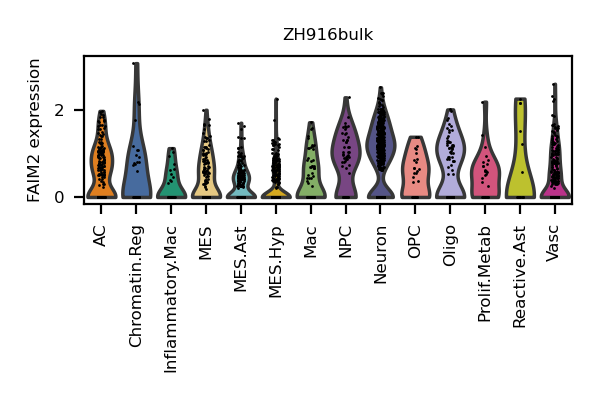 ZH916bulk
FAIM2 expression
2
0
AC
Chromatin.Reg
Inflammatory.Mac
MES
MES.Ast
MES.Hyp
Mac
NPC
Neuron
OPC
Oligo
Prolif.Metab
Reactive.Ast
Vasc